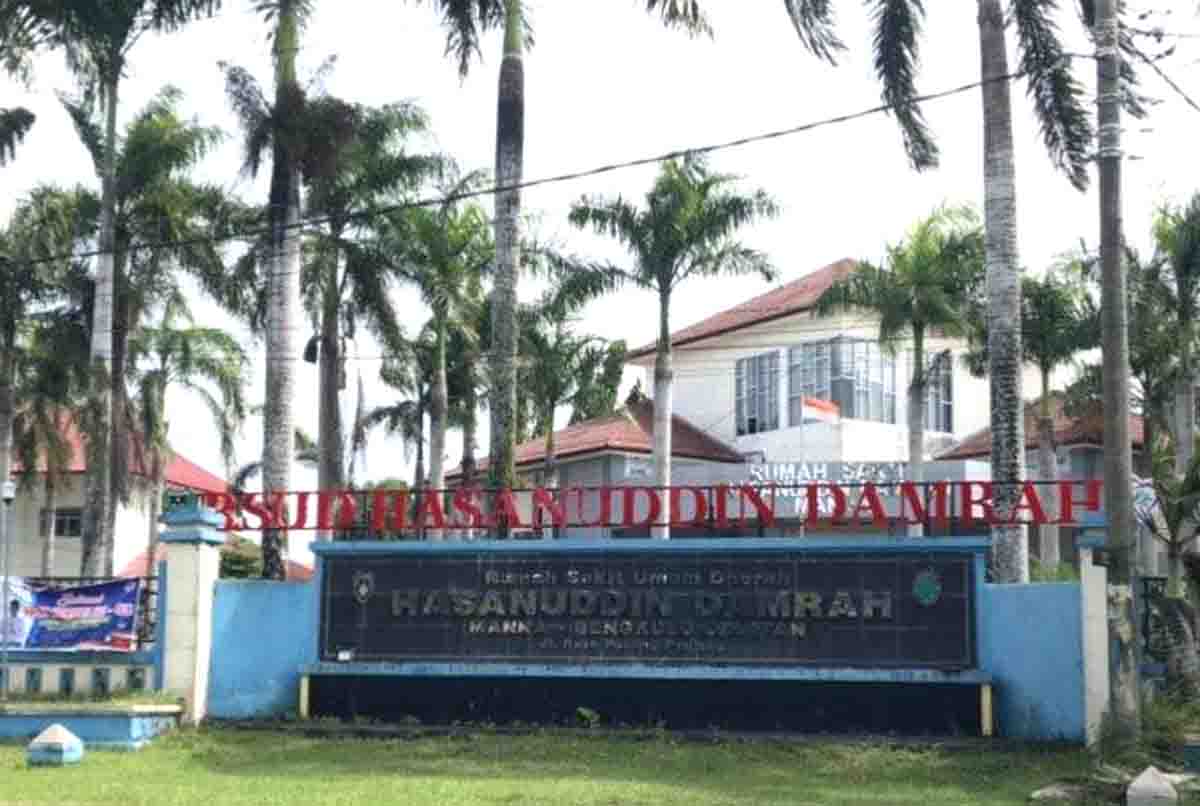 RUMAH SAKIT
RSUD HASANUDDIN DAMRAH
Rumah Sakit Umum Daerah
HASANUDDIN DAMRAH
MANNA - BENGKULU SELATAN